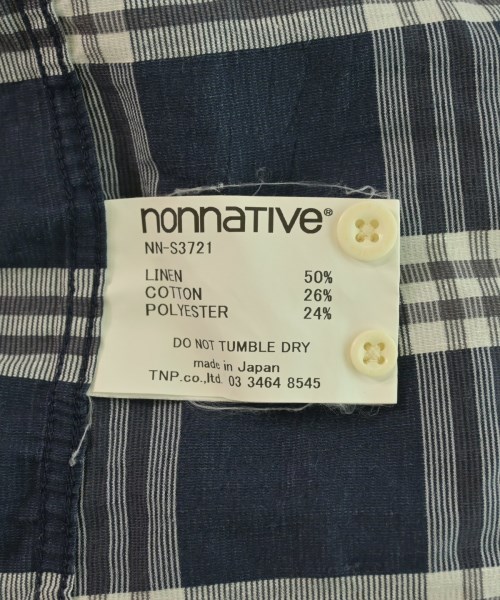 nonnative®
NN-S3721
LINEN 50%
COTTON 26%
POLYESTER 24%
DO NOT TUMBLE DRY
made in Japan
TNP.co.,ltd. 03 3464 8545